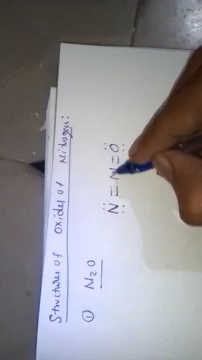 Structures of oxides of Nitrogen:
① N₂O
:N̈ = N = Ö: